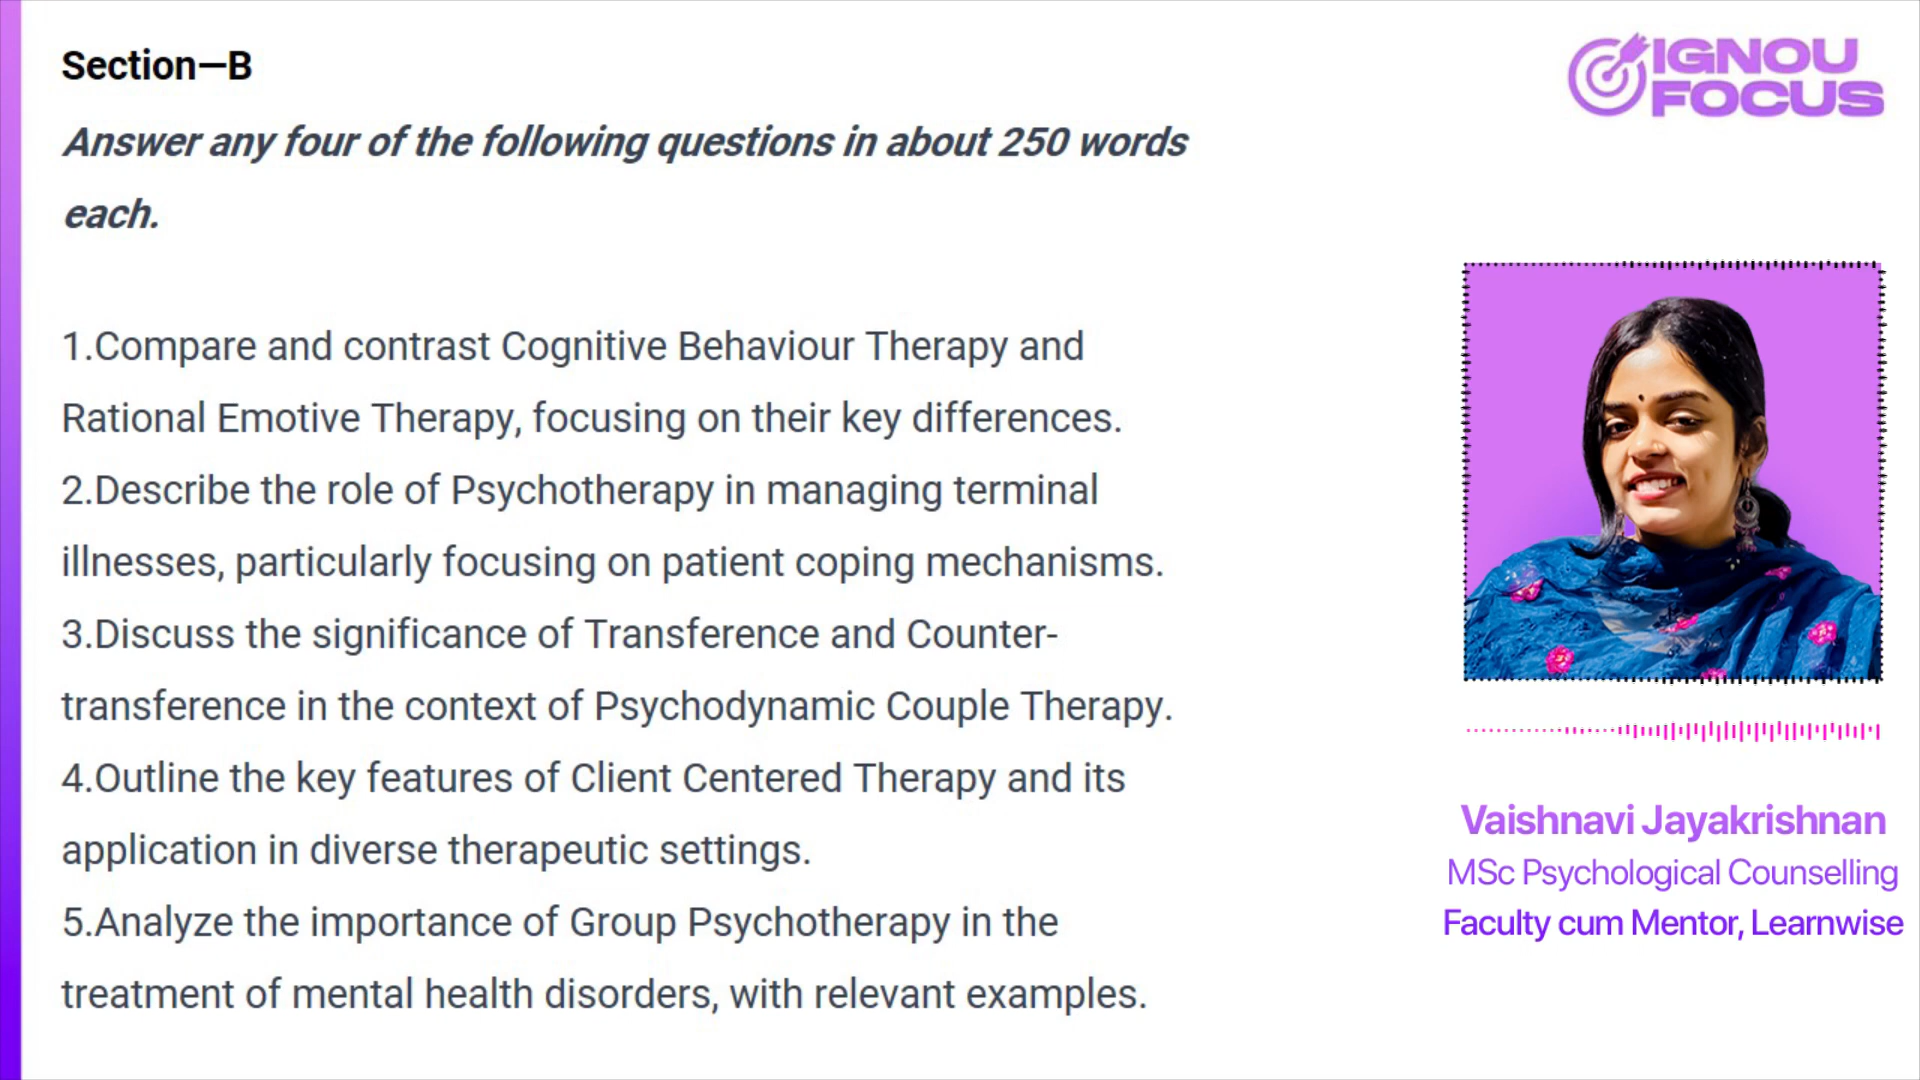 Section—B
Answer any four of the following questions in about 250 words
each.
1.Compare and contrast Cognitive Behaviour Therapy and
Rational Emotive Therapy, focusing on their key differences.
2.Describe the role of Psychotherapy in managing terminal
illnesses, particularly focusing on patient coping mechanisms.
3.Discuss the significance of Transference and Counter-
transference in the context of Psychodynamic Couple Therapy.
4.Outline the key features of Client Centered Therapy and its
application in diverse therapeutic settings.
5.Analyze the importance of Group Psychotherapy in the
treatment of mental health disorders, with relevant examples.
IGNOU
FOCUS
Vaishnavi Jayakrishnan
MSc Psychological Counselling
Faculty cum Mentor, Learnwise